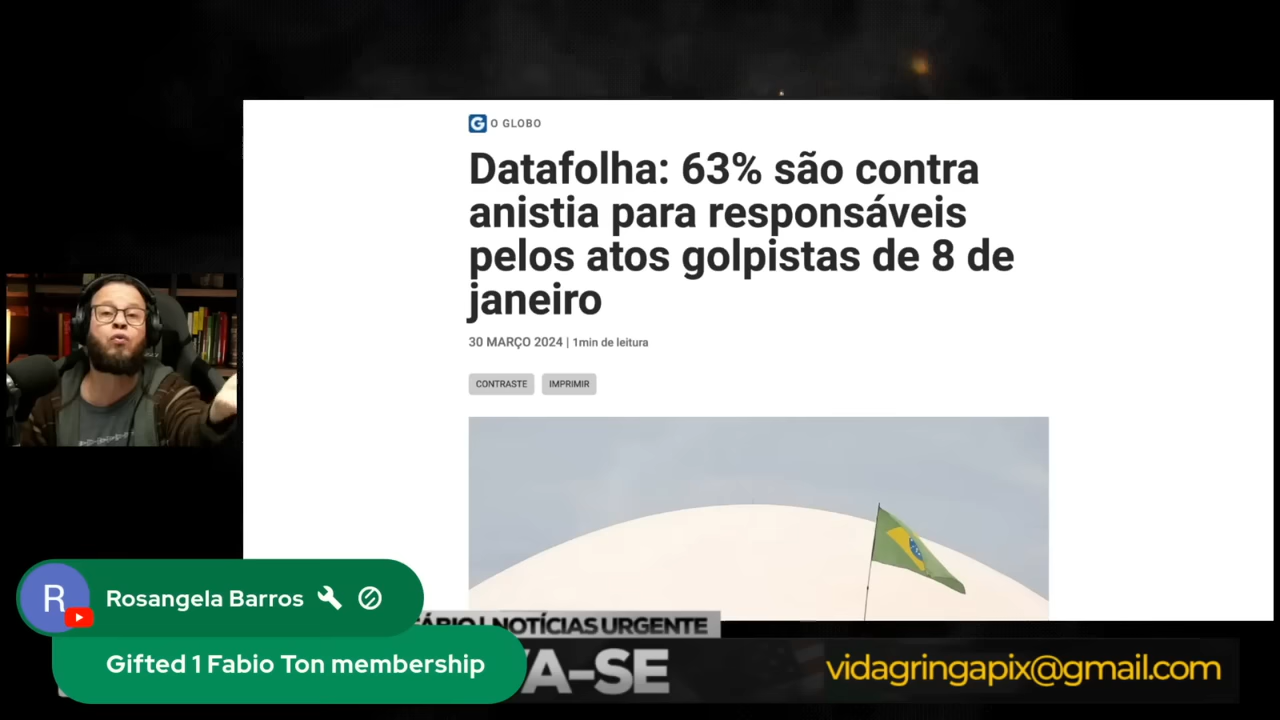 G O GLOBO
Datafolha: 63% são contra
anistia para responsáveis
pelos atos golpistas de 8 de
janeiro
30 MARÇO 2024 | 1min de leitura
CONTRASTE IMPRIMIR
R Rosangela Barros
Gifted 1 Fabio Ton membership
NOTÍCIAS URGENTE
vidagringapix@gmail.com